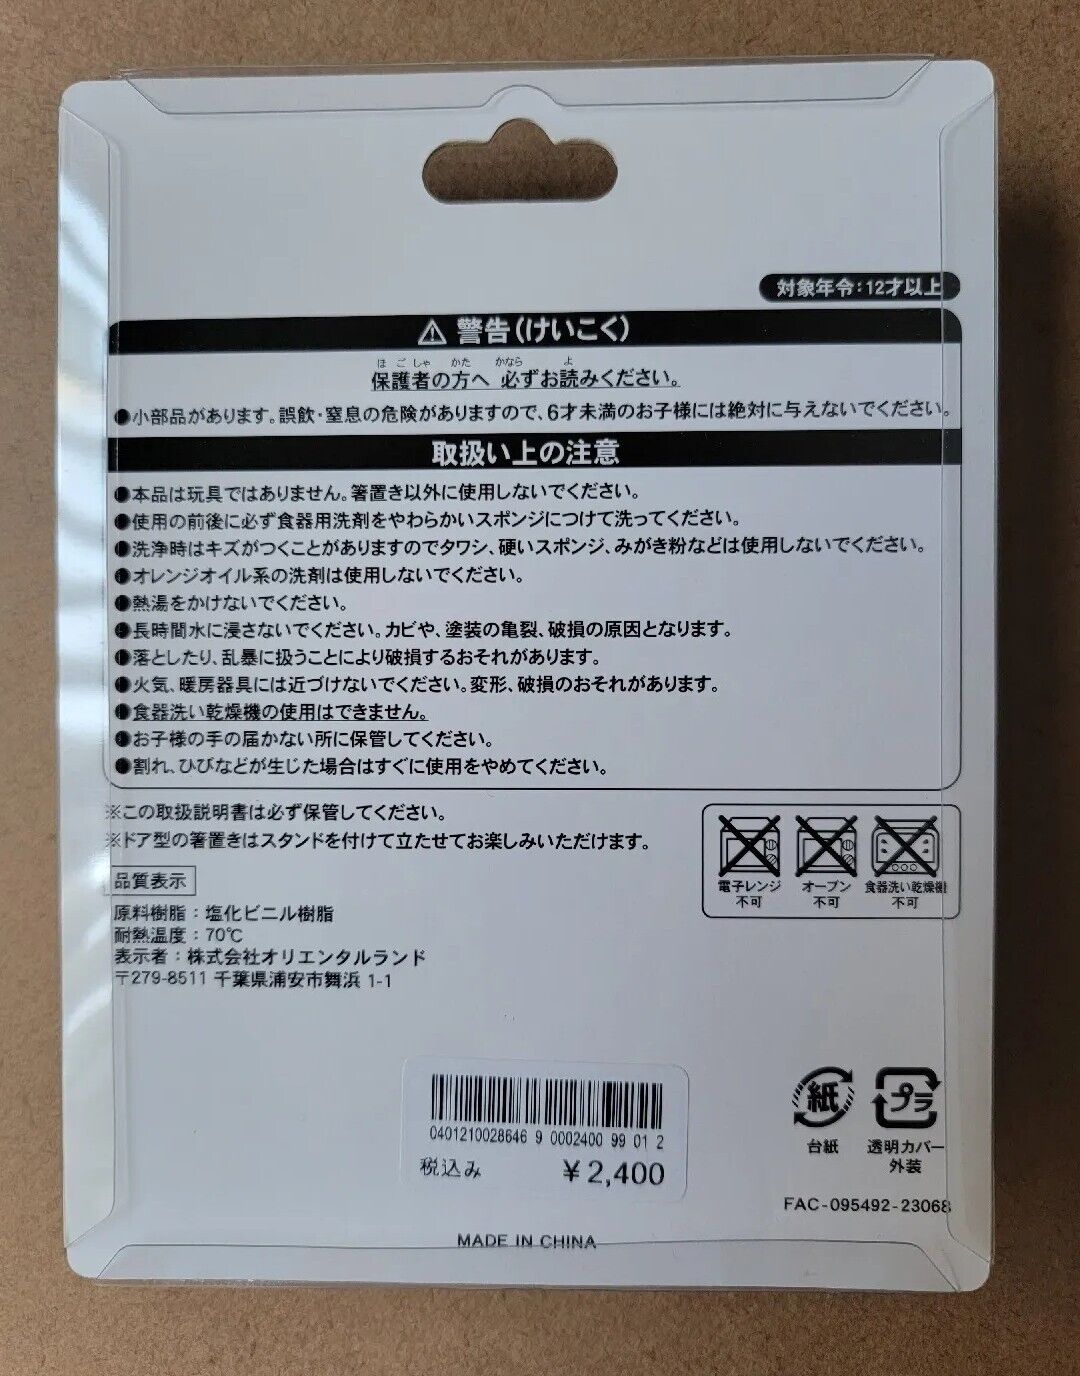 対象年令：12才以上
⚠ 警告（けいこく）
ほごしゃ かた かなら よ
保護者の方へ 必ずお読みください。
●小部品があります。誤飲・窒息の危険がありますので、6才未満のお子様には絶対に与えないでください。
取扱い上の注意
●本品は玩具ではありません。箸置き以外に使用しないでください。
●使用の前後に必ず食器用洗剤をやわらかいスポンジにつけて洗ってください。
●洗浄時はキズがつくことがありますのでタワシ、硬いスポンジ、みがき粉などは使用しないでください。
●オレンジオイル系の洗剤は使用しないでください。
●熱湯をかけないでください。
●長時間水に浸さないでください。カビや、塗装の亀裂、破損の原因となります。
●落としたり、乱暴に扱うことにより破損するおそれがあります。
●火気、暖房器具には近づけないでください。変形、破損のおそれがあります。
●食器洗い乾燥機の使用はできません。
●お子様の手の届かない所に保管してください。
●割れ、ひびなどが生じた場合はすぐに使用をやめてください。
※この取扱説明書は必ず保管してください。
※ドア型の箸置きはスタンドを付けて立たせてお楽しみいただけます。
電子レンジ 不可
オーブン 不可
食器洗い乾燥機 不可
品質表示
原料樹脂：塩化ビニル樹脂
耐熱温度：70℃
表示者：株式会社オリエンタルランド
〒279-8511 千葉県浦安市舞浜 1-1
0401210028646 9 0002400 99 01 2
税込み ¥2,400
紙
台紙
プラ
透明カバー
外装
FAC-095492-23068
MADE IN CHINA